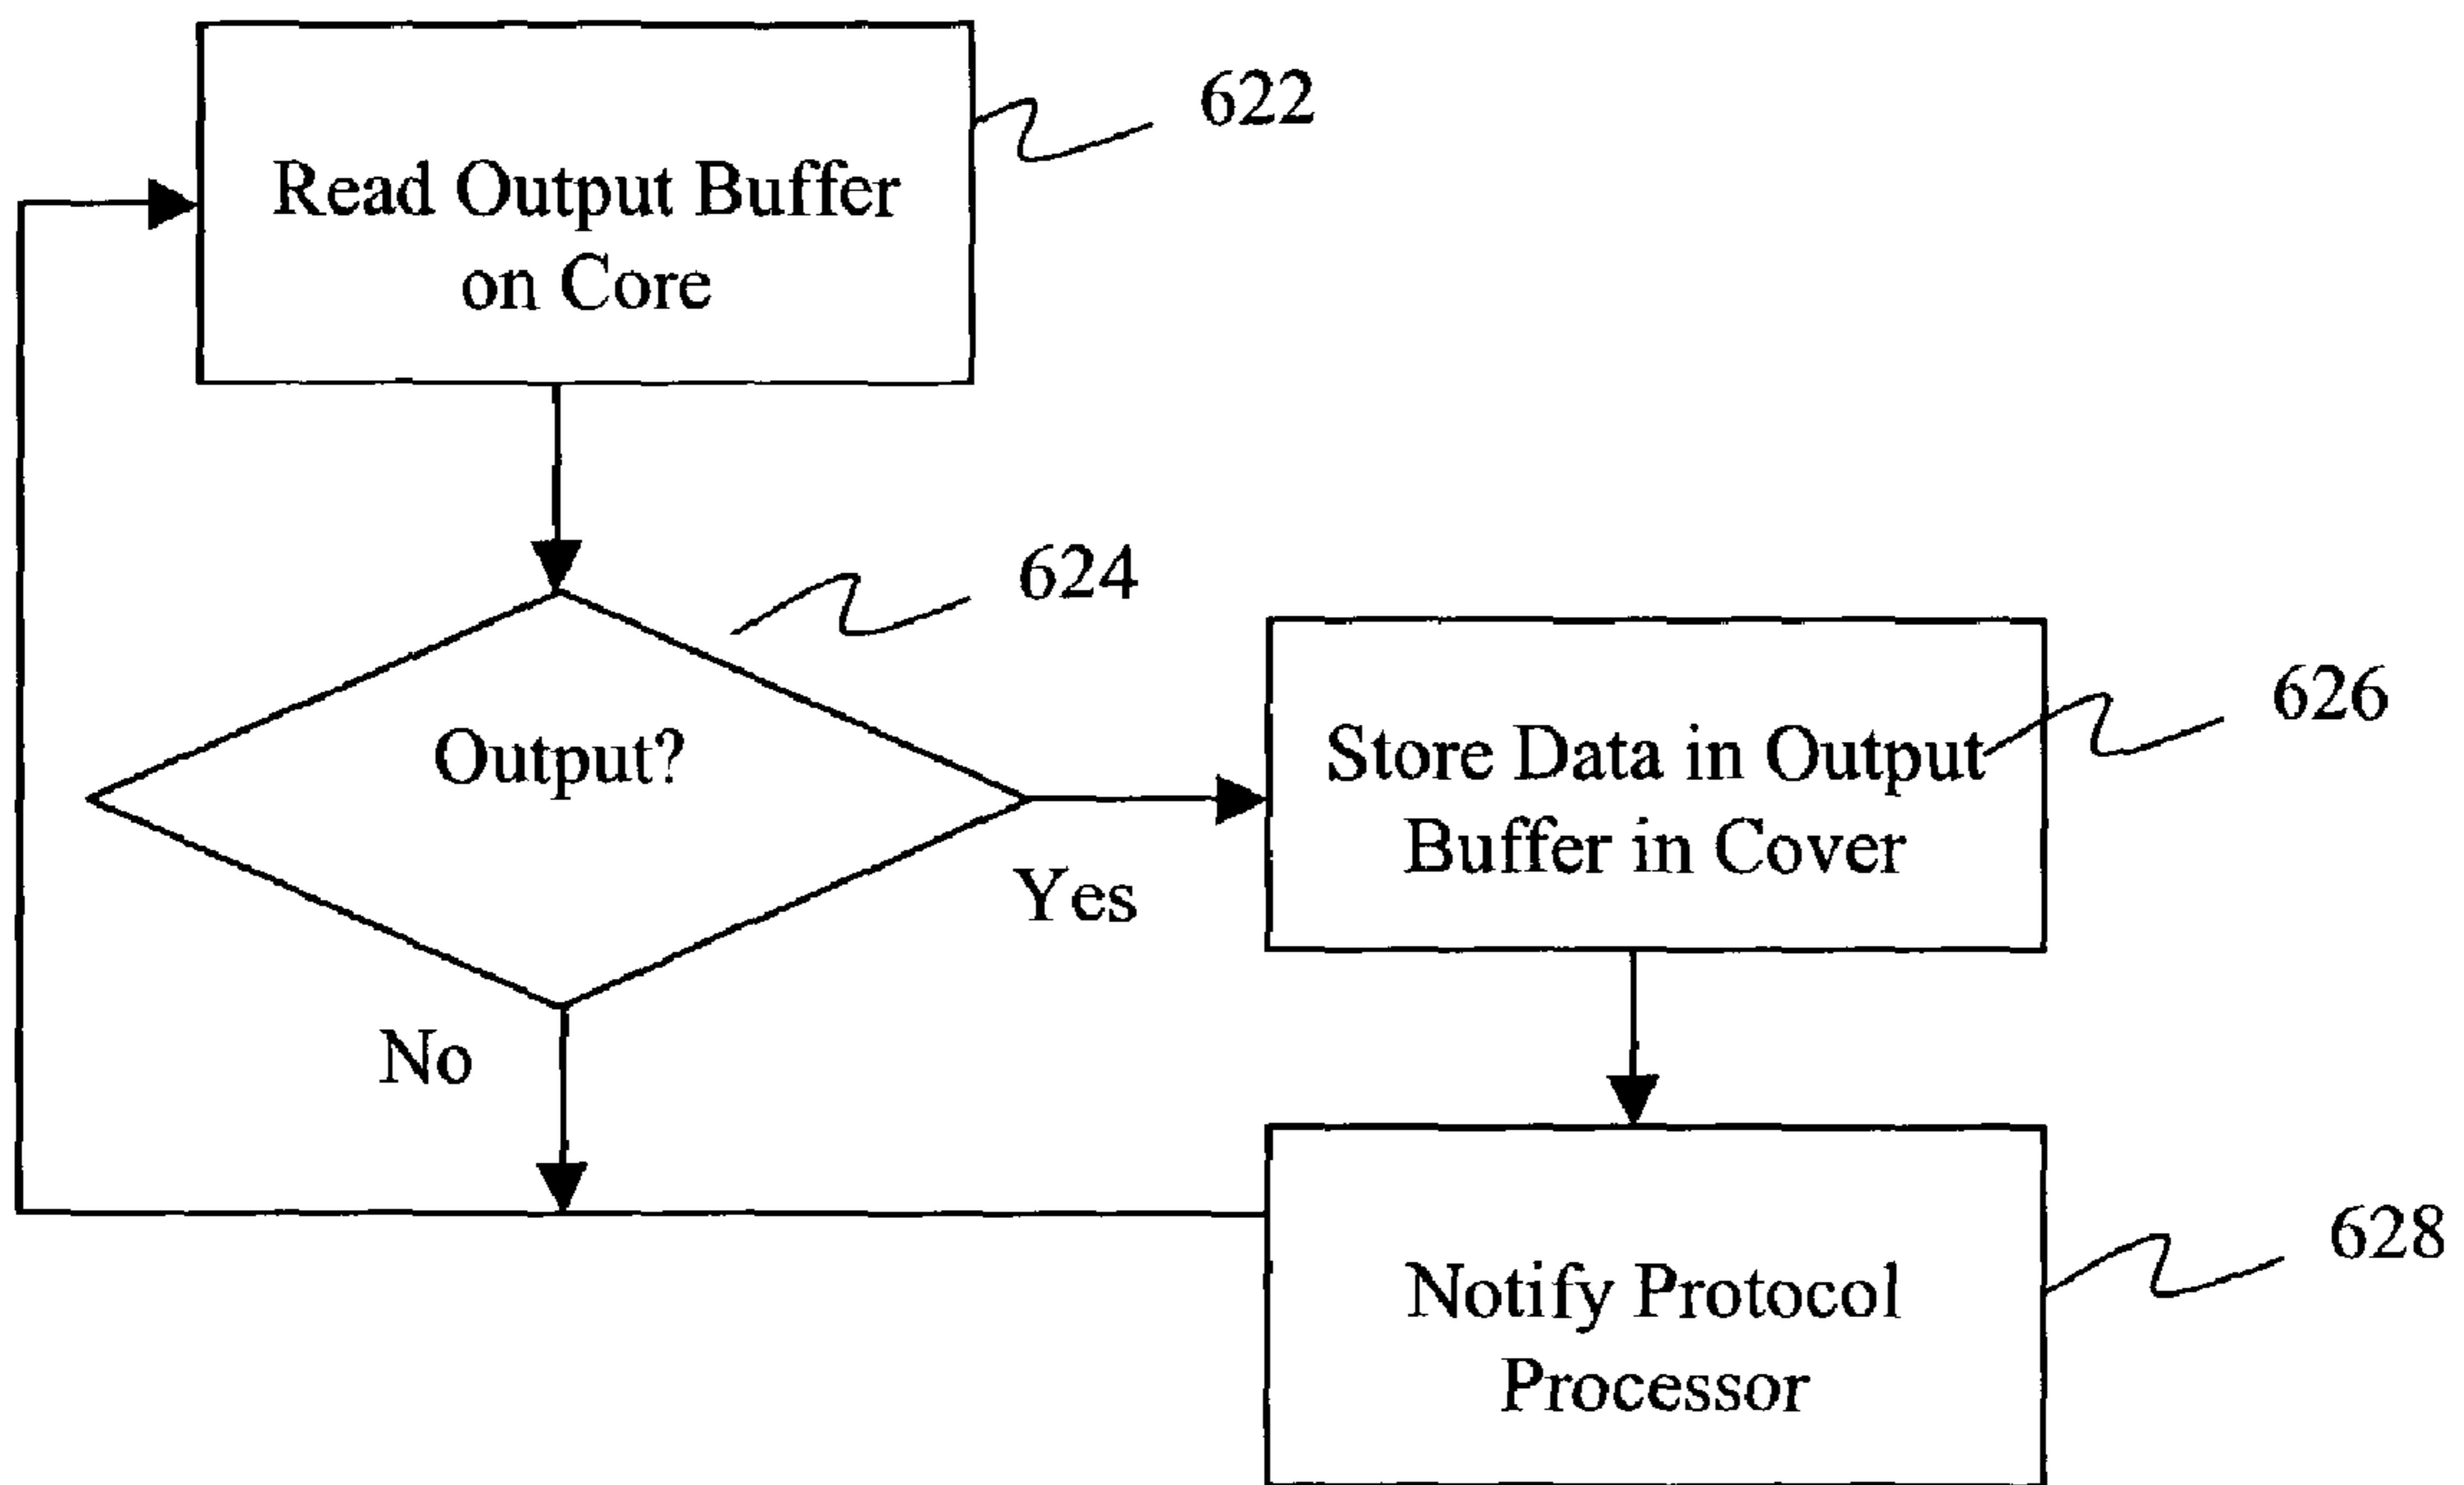 622
Read Output Buffer
on Core
624
Output?
Yes
No
626
Store Data in Output
Buffer in Cover
628
Notify Protocol
Processor